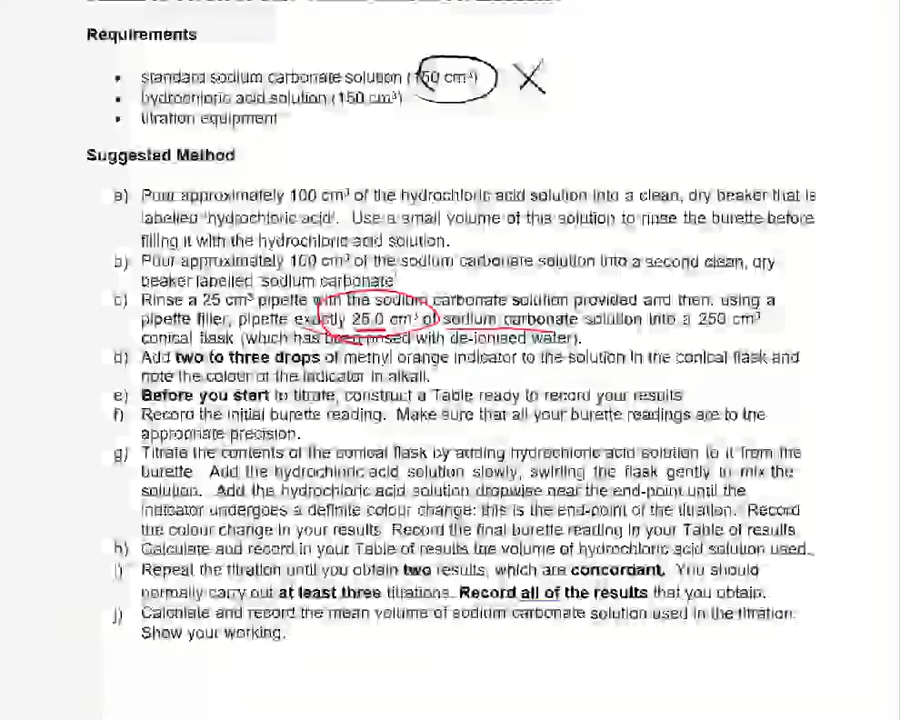 Requirements
• standard sodium carbonate solution (150 cm³) X
• hydrochloric acid solution (150 cm³)
• titration equipment
Suggested Method
a) Pour approximately 100 cm³ of the hydrochloric acid solution into a clean, dry beaker that is
labelled 'hydrochloric acid'. Use a small volume of this solution to rinse the burette before
filling it with the hydrochloric acid solution.
b) Pour approximately 100 cm³ of the sodium carbonate solution into a second clean, dry
beaker labelled 'sodium carbonate'
c) Rinse a 25 cm³ pipette with the sodium carbonate solution provided and then, using a
pipette filler, pipette exactly 25.0 cm³ of sodium carbonate solution into a 250 cm³
conical flask (which has been rinsed with de-ionised water).
d) Add two to three drops of methyl orange indicator to the solution in the conical flask and
note the colour of the indicator in alkali.
e) Before you start to titrate, construct a Table ready to record your results
f) Record the initial burette reading. Make sure that all your burette readings are to the
appropriate precision.
g) Titrate the contents of the conical flask by adding hydrochloric acid solution to it from the
burette. Add the hydrochloric acid solution slowly, swirling the flask gently to mix the
solution. Add the hydrochloric acid solution dropwise near the end-point until the
indicator undergoes a definite colour change: this is the end-point of the titration. Record
the colour change in your results. Record the final burette reading in your Table of results
h) Calculate and record in your Table of results the volume of hydrochloric acid solution used.
i) Repeat the titration until you obtain two results, which are concordant. You should
normally carry out at least three titrations. Record all of the results that you obtain.
j) Calculate and record the mean volume of sodium carbonate solution used in the titration.
Show your working.